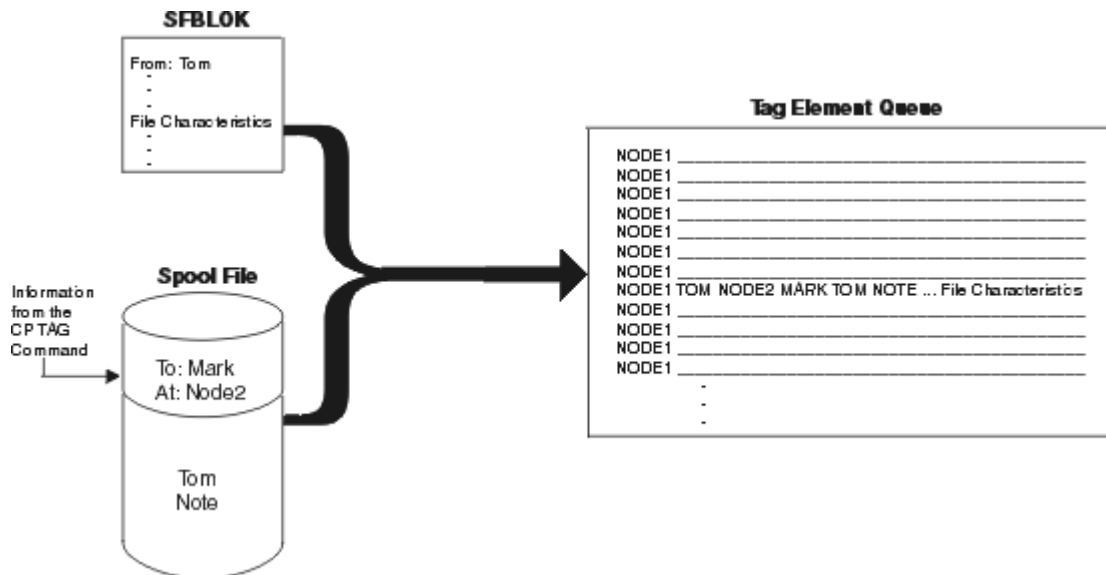 SFBLOK
From: Tom
File Characteristics
Spool File
Information
from the
CP TAG
Command
To: Mark
At: Node2
Tom
Note
Tag Element Queue
NODE1
NODE1
NODE1
NODE1
NODE1
NODE1
NODE1
NODE1 TOM NODE2 MARK TOM NOTE ... File Characteristics
NODE1
NODE1
NODE1
NODE1